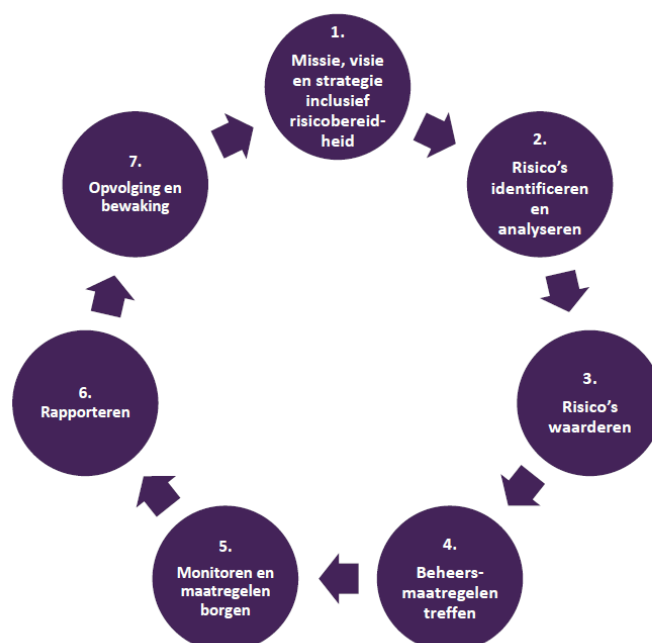 1.
Missie, visie
en strategie
inclusief
risicobereid-
heid
2.
Risico’s
identificeren
en
analyseren
3.
Risico’s
waarderen
4.
Beheers-
maatregelen
treffen
5.
Monitoren en
maatregelen
borgen
6.
Rapporteren
7.
Opvolging en
bewaking